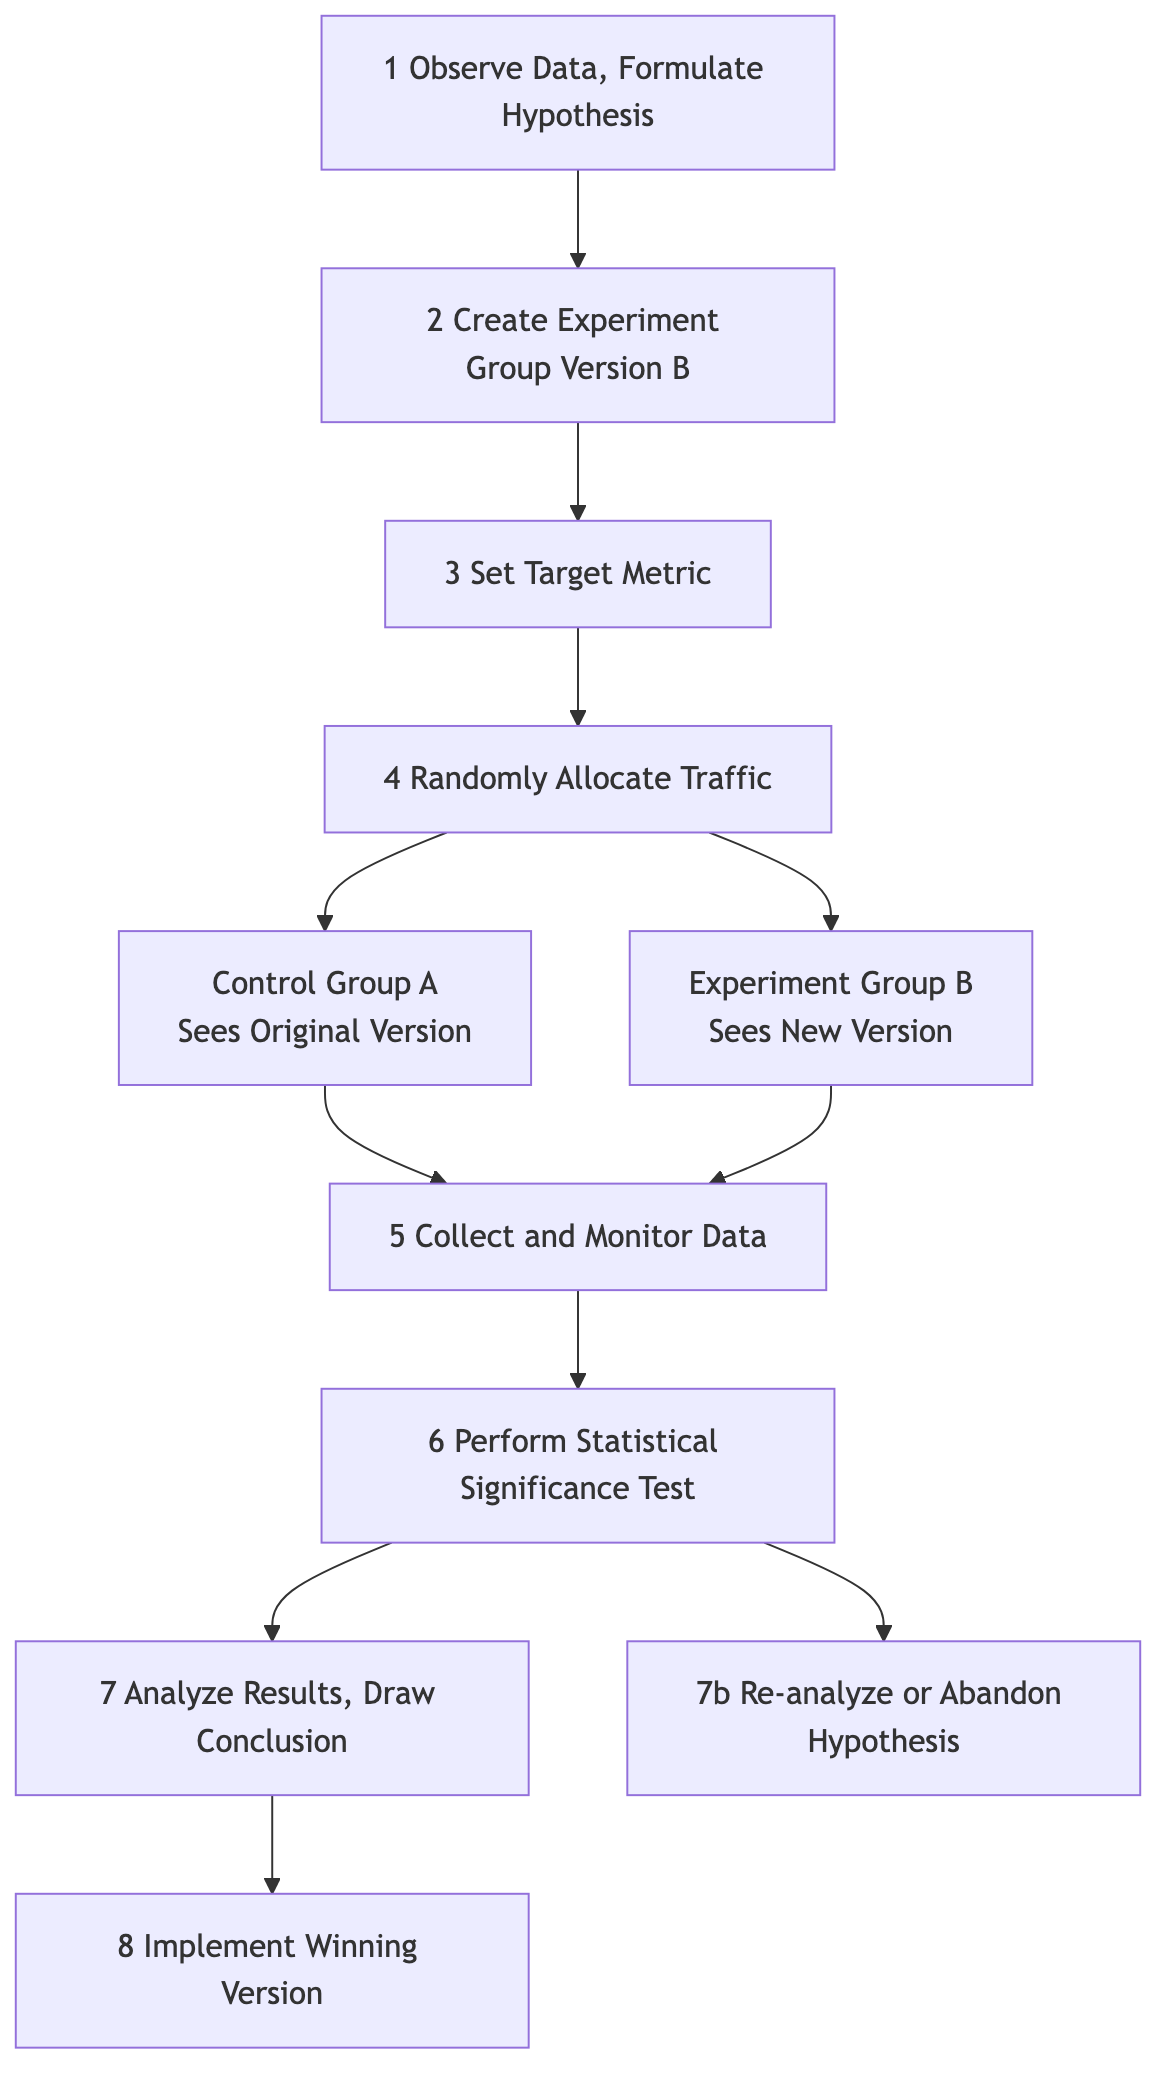 1 Observe Data, Formulate
Hypothesis
2 Create Experiment
Group Version B
3 Set Target Metric
4 Randomly Allocate Traffic
Control Group A
Sees Original Version
Experiment Group B
Sees New Version
5 Collect and Monitor Data
6 Perform Statistical
Significance Test
7 Analyze Results, Draw
Conclusion
7b Re-analyze or Abandon
Hypothesis
8 Implement Winning
Version